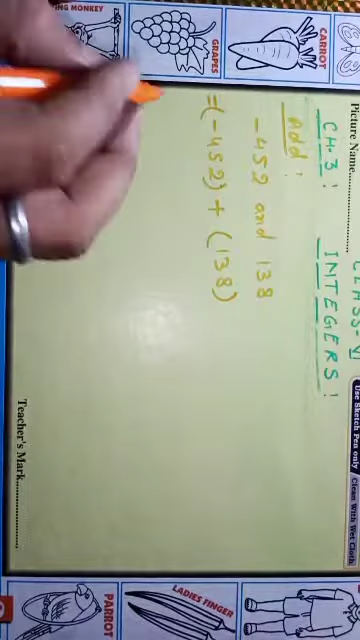 CLASS-VI
CH-3: INTEGERS:
Add:
-452 and 138
=(-452) + (138)
Picture Name
Teacher's Mark
Use Sketch Pen only
Clean With Wet Cloth
MONKEY
GRAPES
CARROT
PARROT
LADIES FINGER